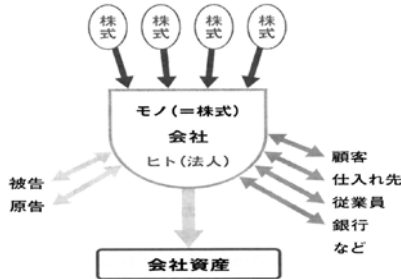 株式
株式
株式
株式
モノ(=株式)
会社
ヒト(法人)
被告
原告
顧客
仕入れ先
従業員
銀行
など
会社資産